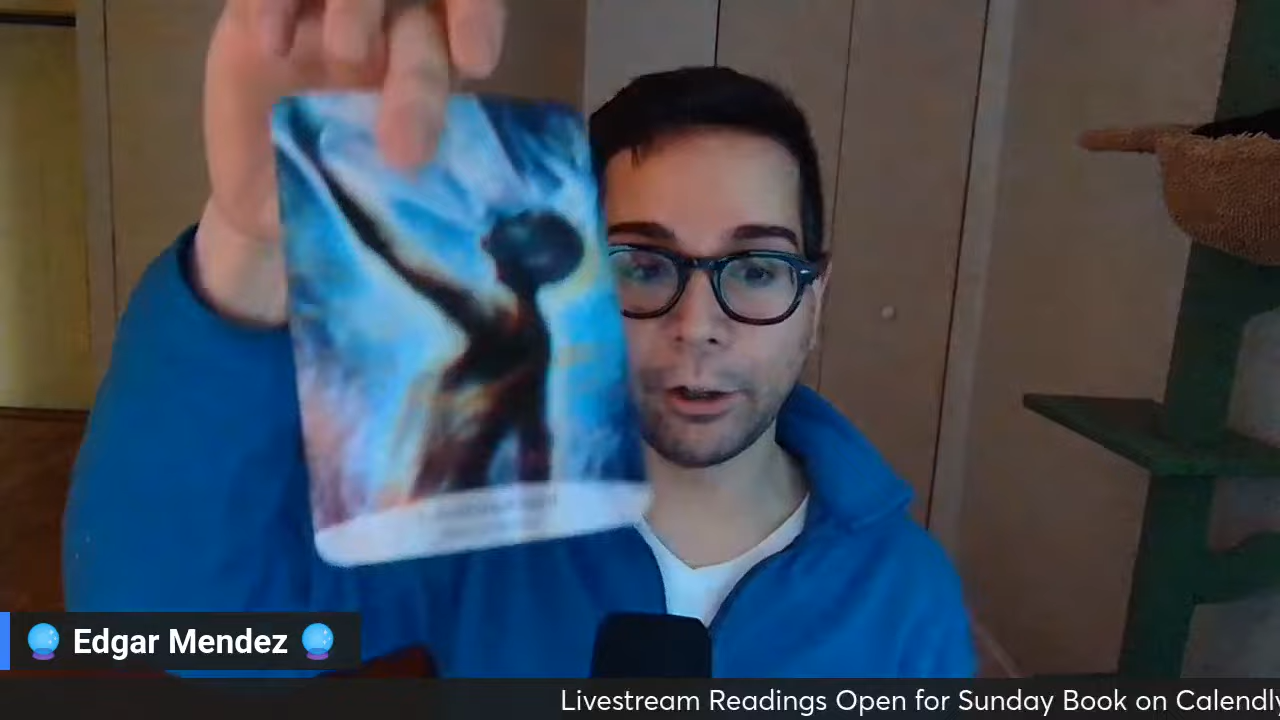 🔮 Edgar Mendez 🔮
Livestream Readings Open for Sunday Book on Calendly